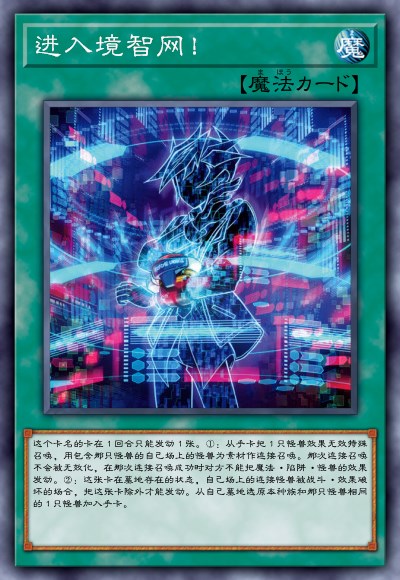 进入境智网！
魔
【魔法カード】
ま ほう
这个卡名的卡在１回合只能发动１张。①：从手卡把１只怪兽效果无效特殊
召唤，用包含那只怪兽的自己场上的怪兽为素材作连接召唤。那次连接召唤
不会被无效化，在那次连接召唤成功时对方不能把魔法·陷阱·怪兽的效果
发动。②：这张卡在墓地存在的状态，自己场上的连接怪兽被战斗·效果破
坏的场合，把这张卡除外才能发动。从自己墓地选原本种族和那只怪兽相同
的１只怪兽加入手卡。